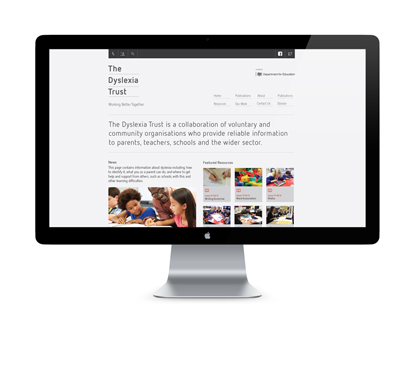 The
Dyslexia
Trust
Working Better Together
Department for Education
Home Publications About Publications
Resources Our Work Contact Us Donate
The Dyslexia Trust is a collaboration of voluntary and
community organisations who provide reliable information
to parents, teachers, schools and the wider sector.
News
This page contains information about dyslexia including how
to identify it, what you as a parent can do, and where to get
help and support from others, such as schools, with this and
other learning difficulties.
Featured Resources